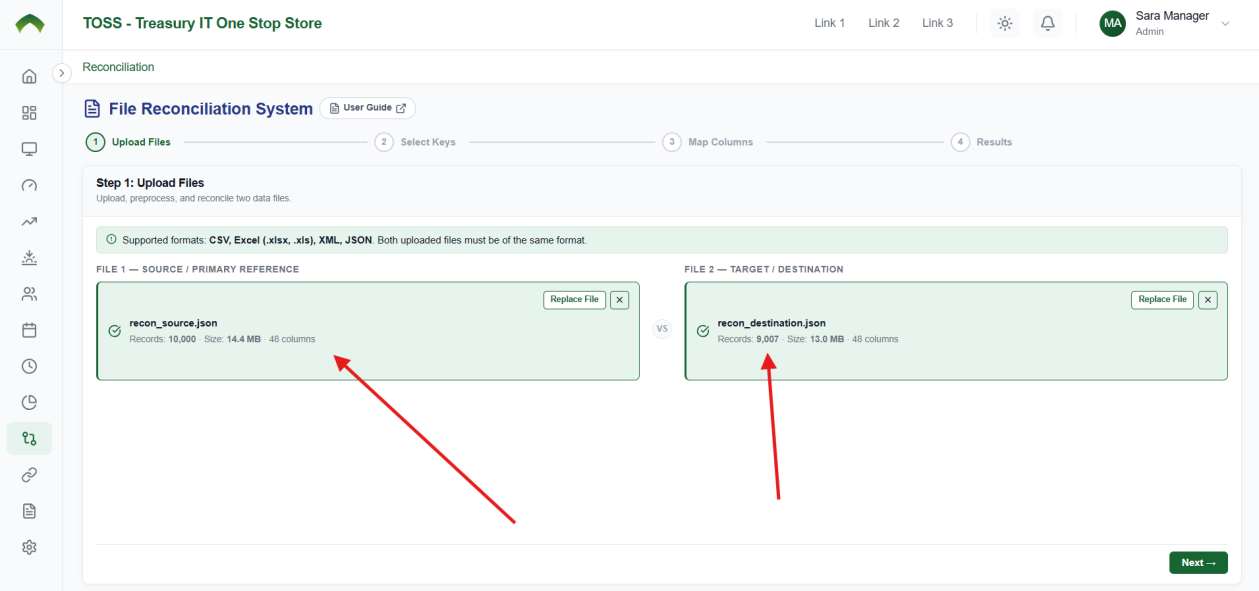 TOSS - Treasury IT One Stop Store
Link 1 Link 2 Link 3
MA
Sara Manager
Admin
Reconciliation
File Reconciliation System
User Guide
1 Upload Files
2 Select Keys
3 Map Columns
4 Results
Step 1: Upload Files
Upload, preprocess, and reconcile two data files.
Supported formats: CSV, Excel (.xlsx, .xls), XML, JSON. Both uploaded files must be of the same format.
FILE 1 — SOURCE / PRIMARY REFERENCE
Replace File ✕
recon_source.json
Records: 10,000 · Size: 14.4 MB · 48 columns
VS
FILE 2 — TARGET / DESTINATION
Replace File ✕
recon_destination.json
Records: 9,007 · Size: 13.0 MB · 48 columns
Next →